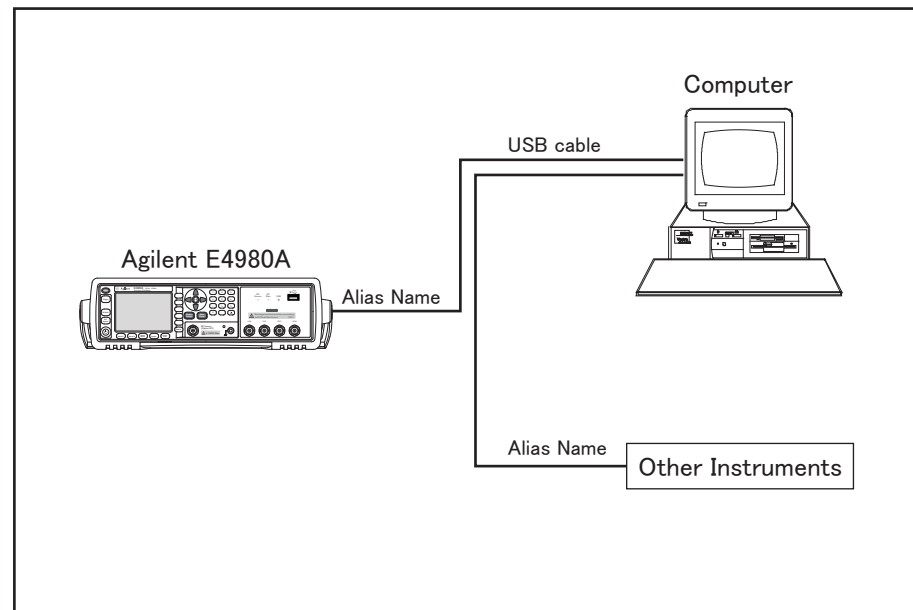 Computer
USB cable
Agilent E4980A
Alias Name
Alias Name
Other Instruments